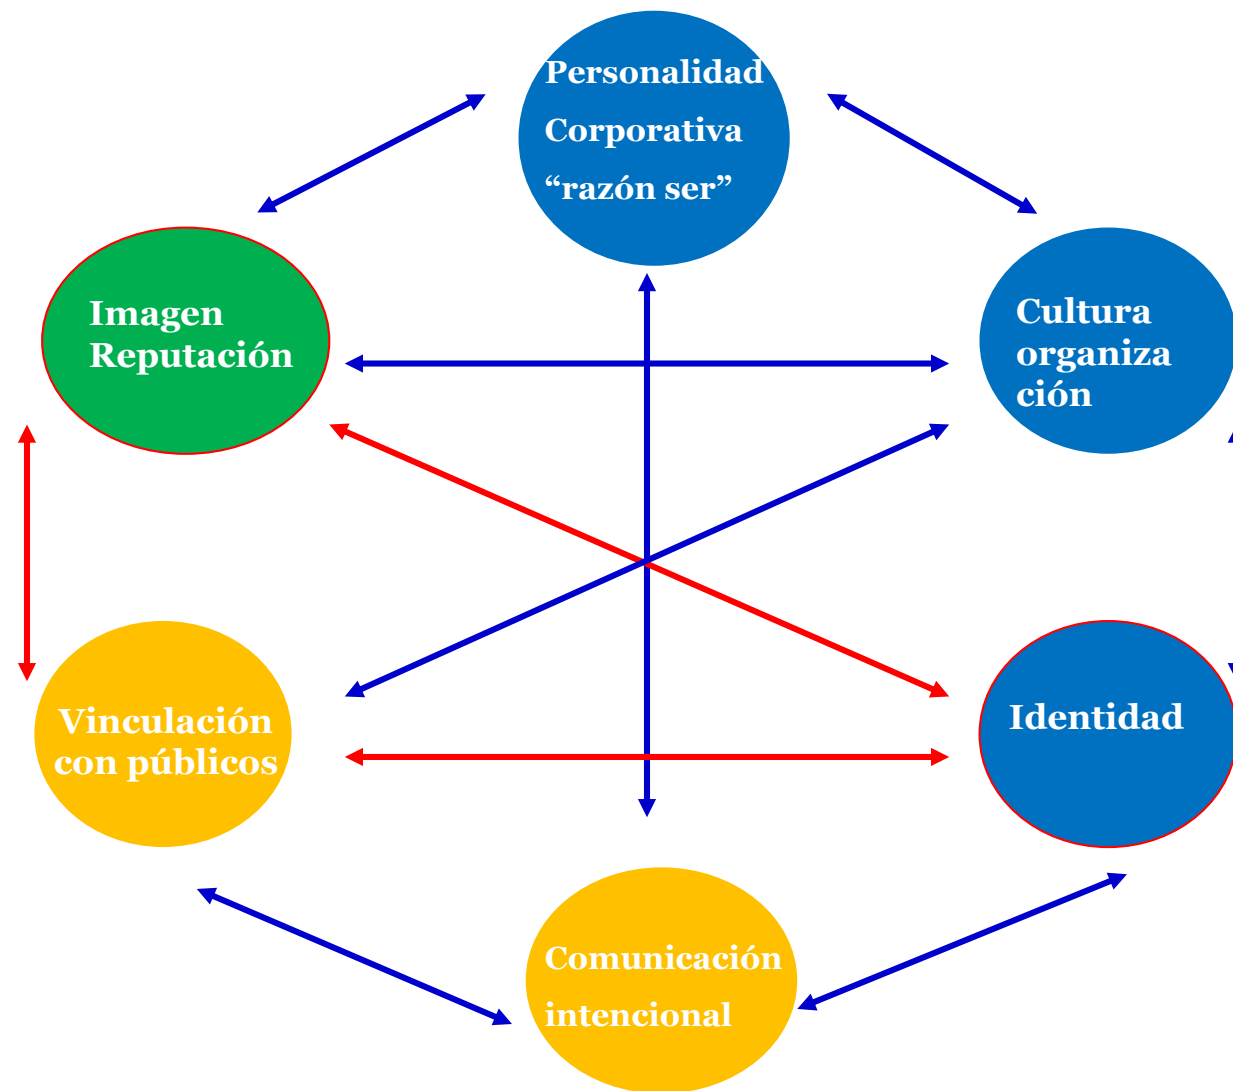 Personalidad
Corporativa
“razón ser”
Imagen
Reputación
Cultura
organiza
ción
Vinculación
con públicos
Identidad
Comunicación
intencional